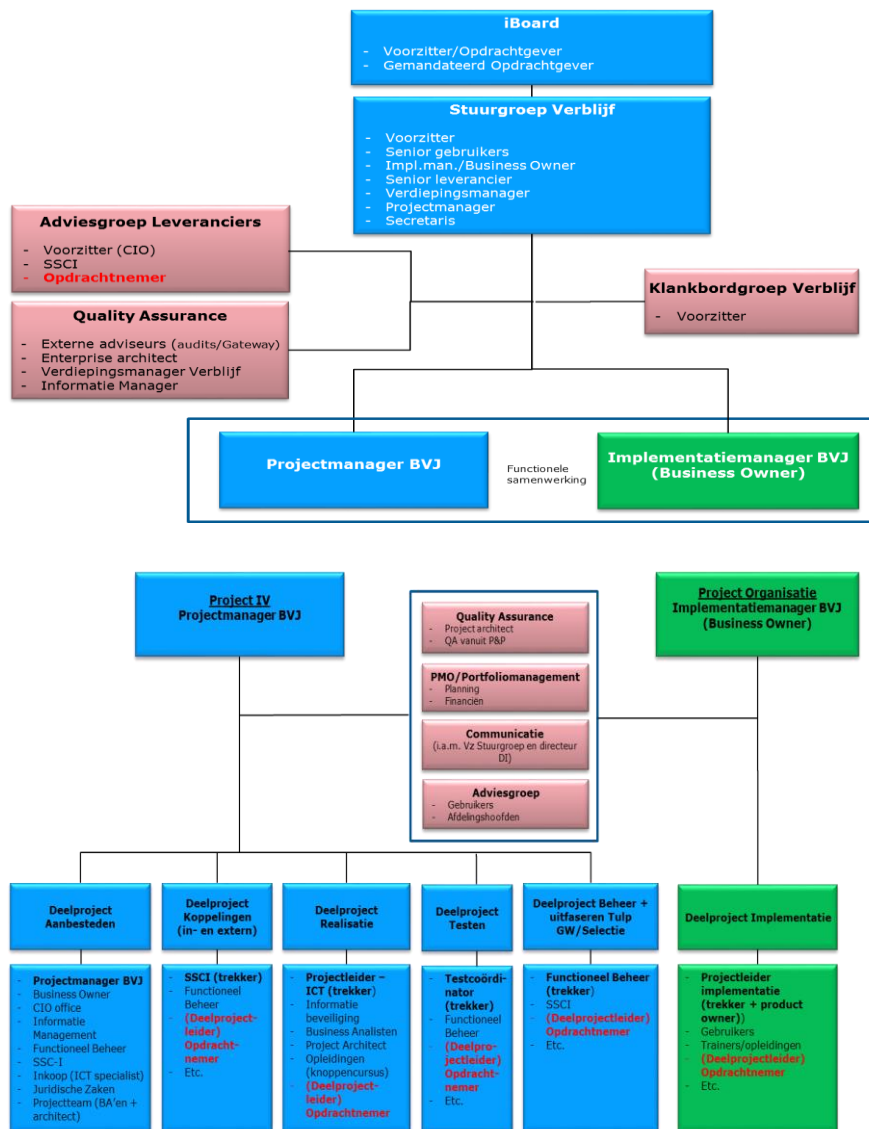 iBoard
- Voorzitter/Opdrachtgever
- Gemandateerd Opdrachtgever
Stuurgroep Verblijf
- Voorzitter
- Senior gebruikers
- Impl.man./Business Owner
- Senior leverancier
- Verdiepingsmanager
- Projectmanager
- Secretaris
Adviesgroep Leveranciers
- Voorzitter (CIO)
- SSCI
- Opdrachtnemer
Quality Assurance
- Externe adviseurs (audits/Gateway)
- Enterprise architect
- Verdiepingsmanager Verblijf
- Informatie Manager
Klankbordgroep Verblijf
- Voorzitter
Projectmanager BVJ
Functionele
samenwerking
Implementatiemanager BVJ
(Business Owner)
Project IV
Projectmanager BVJ
Quality Assurance
- Project architect
- QA vanuit P&P
PMO/Portfoliomanagement
- Planning
- Financiën
Communicatie
(i.a.m. Vz Stuurgroep en directeur
DI)
Adviesgroep
- Gebruikers
- Afdelingshoofden
Project Organisatie
Implementatiemanager BVJ
(Business Owner)
Deelproject
Aanbesteden
- Projectmanager BVJ
- Business Owner
- CIO office
- Informatie
Management
- Functioneel Beheer
- SSC-I
- Inkoop (ICT specialist)
- Juridische Zaken
- Projectteam (BA'en +
architect)
Deelproject
Koppelingen
(in- en extern)
- SSCI (trekker)
- Functioneel
Beheer
- (Deelproject-
leider)
Opdracht-
nemer
- Etc.
Deelproject
Realisatie
- Projectleider –
ICT (trekker)
- Informatie
beveiliging
- Business Analisten
- Project Architect
- Opleidingen
(knoppencursus)
- (Deelproject-
leider)
Opdrachtnemer
Deelproject
Testen
- Testcoördi-
nator (trekker)
- Functioneel
Beheer
- (Deelpro-
jectleider)
Opdracht-
nemer
- Etc.
Deelproject Beheer +
uitfaseren Tulp
GW/Selectie
- Functioneel Beheer
(trekker)
- SSCI
- (Deelprojectleider)
Opdrachtnemer
- Etc.
Deelproject Implementatie
- Projectleider
implementatie
(trekker + product
owner))
- Gebruikers
- Trainers/opleidingen
- (Deelprojectleider)
Opdrachtnemer
- Etc.